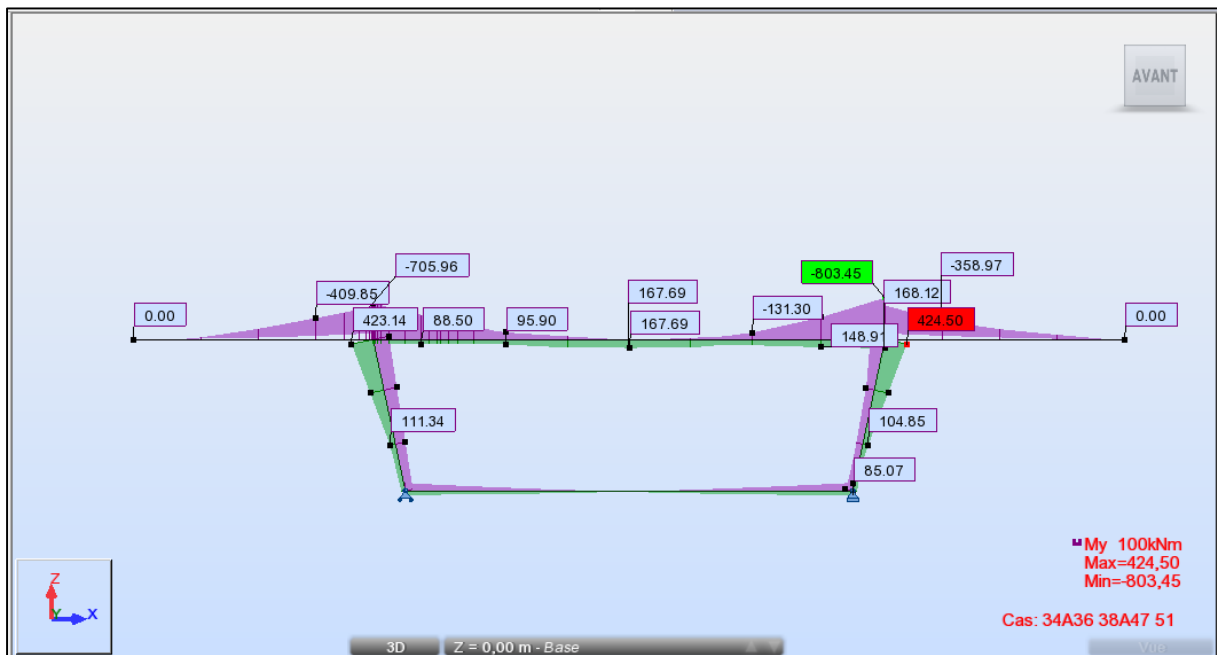 AVANT
-705.96
-803.45
-358.97
-409.85
167.69
168.12
0.00
423.14
88.50
95.90
167.69
-131.30
148.91
424.50
0.00
111.34
104.85
85.07
My 100kNm
Max=424,50
Min=-803,45
Cas: 34A36 38A47 51
Z
Y
X
3D
Z = 0,00 m - Base
Vue